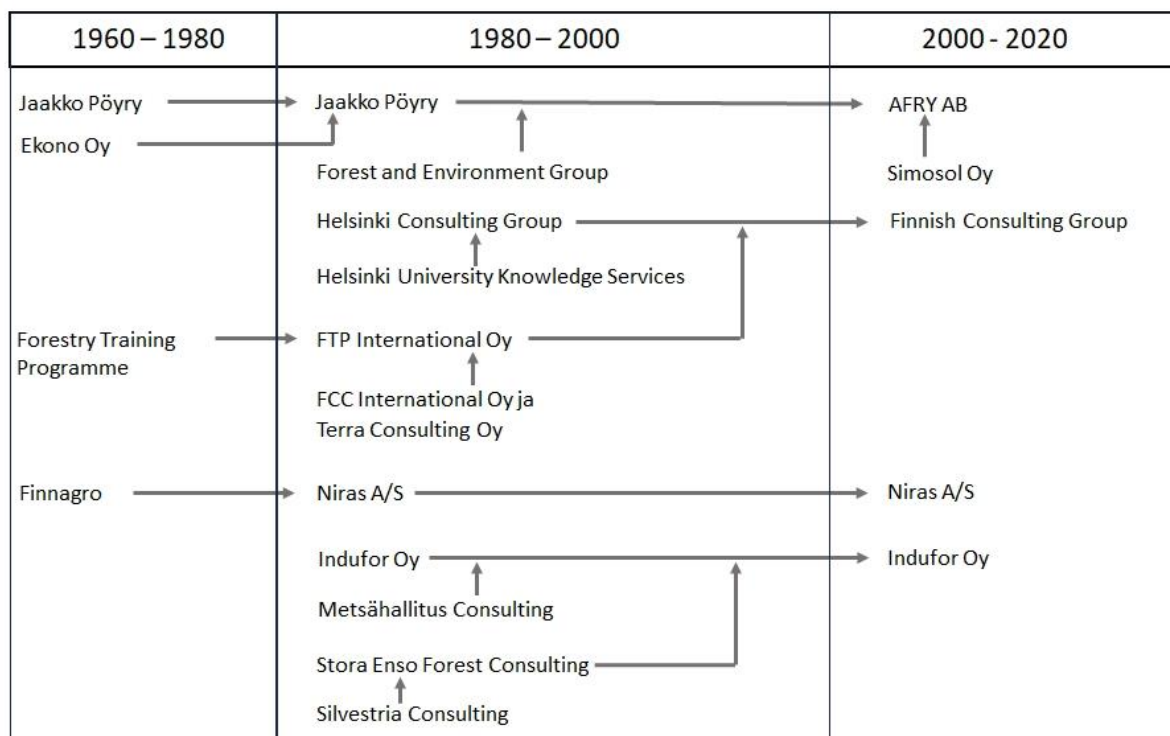 1960 – 1980
1980 – 2000
2000 - 2020
Jaakko Pöyry
Jaakko Pöyry
AFRY AB
Ekono Oy
Forest and Environment Group
Simosol Oy
Helsinki Consulting Group
Finnish Consulting Group
Helsinki University Knowledge Services
Forestry Training
Programme
FTP International Oy
FCC International Oy ja
Terra Consulting Oy
Finnagro
Niras A/S
Niras A/S
Indufor Oy
Indufor Oy
Metsähallitus Consulting
Stora Enso Forest Consulting
Silvestria Consulting